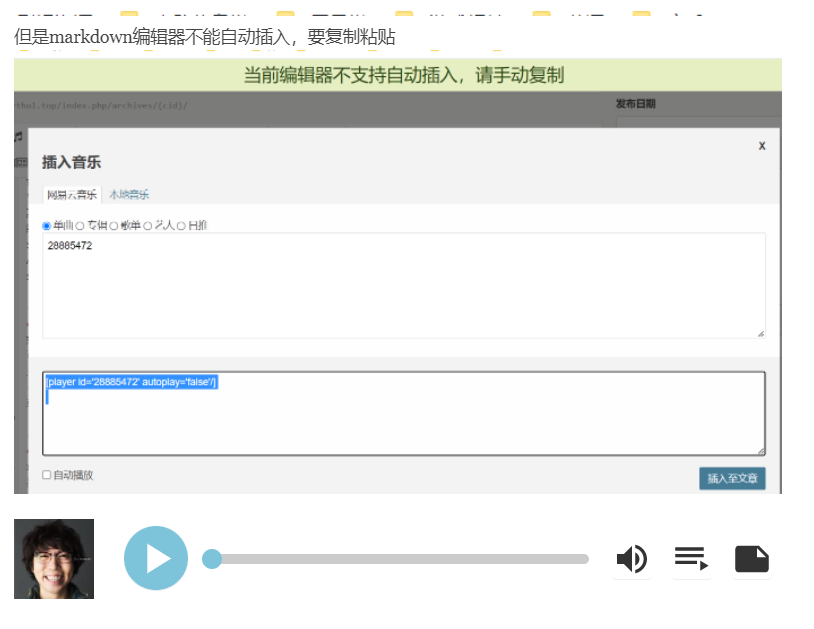 但是markdown编辑器不能自动插入，要复制粘贴
当前编辑器不支持自动插入，请手动复制
rthol.top/index.php/archives/{cid}/
发布日期
x
插入音乐
网易云音乐 本地音乐
单曲 专辑 歌单 艺人 日推
28885472
[player id='28885472' autoplay='false'/]
自动播放
插入至文章